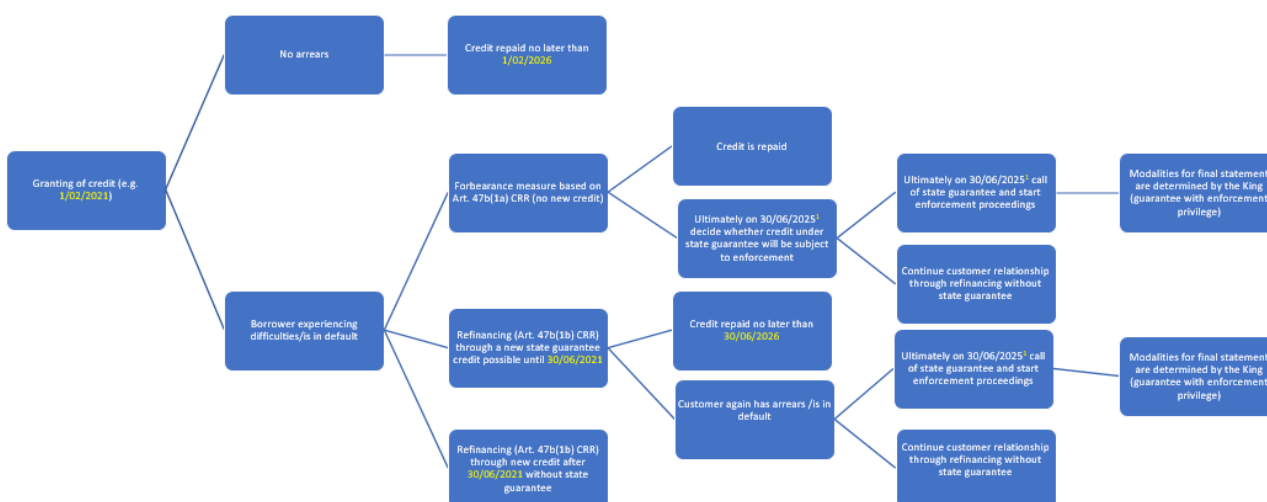 No arrears
Credit repaid no later than
1/02/2026
Granting of credit (e.g.
1/02/2021)
Forbearance measure based on
Art. 47b(1a) CRR (no new credit)
Credit is repaid
Ultimately on 30/06/2025¹
decide whether credit under
state guarantee will be subject
to enforcement
Ultimately on 30/06/2025¹ call
of state guarantee and start
enforcement proceedings
Modalities for final statement
are determined by the King
(guarantee with enforcement
privilege)
Continue customer relationship
through refinancing without
state guarantee
Borrower experiencing
difficulties/is in default
Refinancing (Art. 47b(1b) CRR)
through a new state guarantee
credit possible until 30/06/2021
Credit repaid no later than
30/06/2026
Customer again has arrears /is in
default
Ultimately on 30/06/2025¹ call
of state guarantee and start
enforcement proceedings
Modalities for final statement
are determined by the King
(guarantee with enforcement
privilege)
Continue customer relationship
through refinancing without
state guarantee
Refinancing (Art. 47b(1b) CRR)
through new credit after
30/06/2021 without state
guarantee